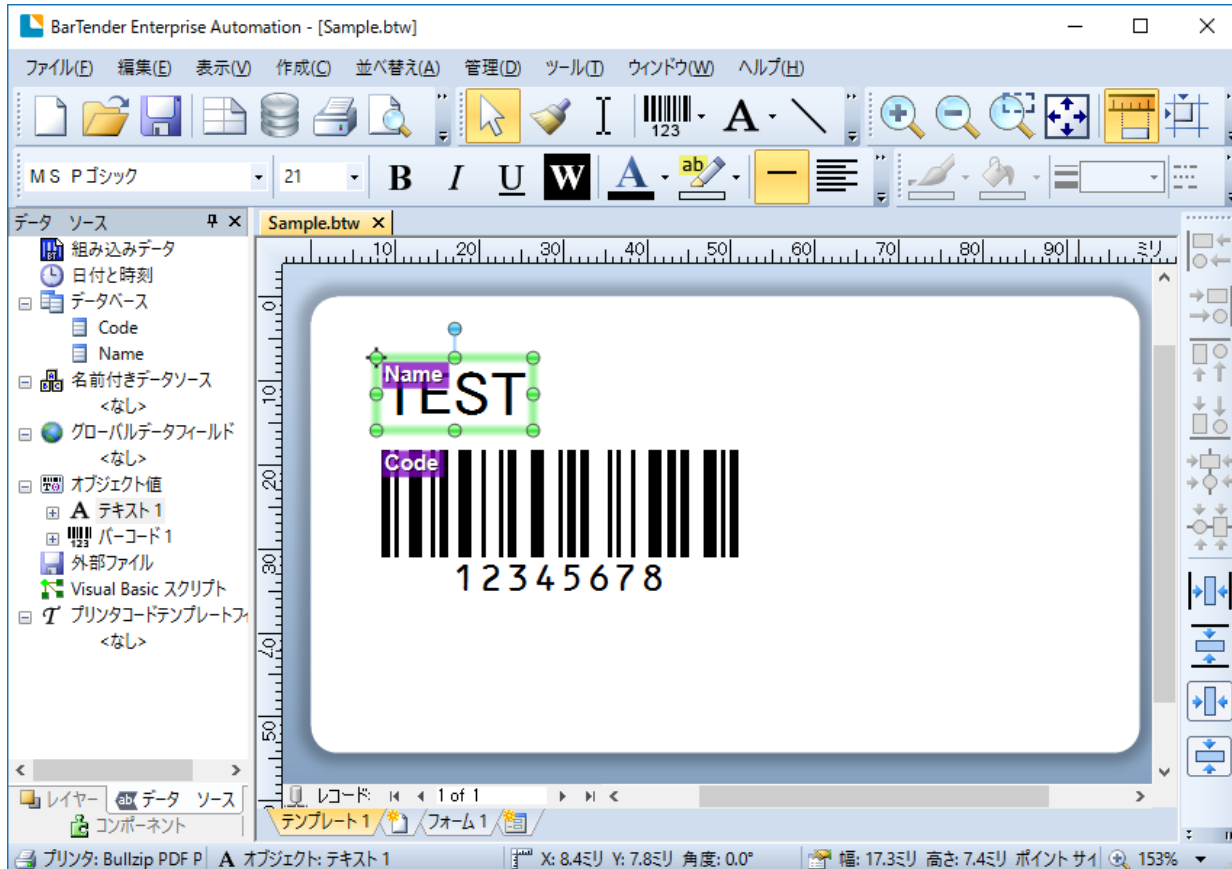 BarTender Enterprise Automation - [Sample.btw]
ファイル(F) 編集(E) 表示(V) 作成(C) 並べ替え(A) 管理(D) ツール(T) ウィンドウ(W) ヘルプ(H)
123 A
ＭＳ Ｐゴシック 21 B I U W A ab
データ ソース
Sample.btw
組み込みデータ
日付と時刻
データベース
Code
Name
名前付きデータソース
<なし>
グローバルデータフィールド
<なし>
オブジェクト値
A テキスト 1
123 バーコード 1
外部ファイル
Visual Basic スクリプト
T プリンタコードテンプレートフィ
<なし>
10 20 30 40 50 60 70 80 90 ミリ
0
10
20
30
40
50
Name
TEST
Code
12345678
レイヤー データ ソース
コンポーネント
レコード: 1 of 1
テンプレート 1 フォーム 1
プリンタ: Bullzip PDF P A オブジェクト: テキスト 1 X: 8.4ミリ Y: 7.8ミリ 角度: 0.0° 幅: 17.3ミリ 高さ: 7.4ミリ ポイント サイ 153%